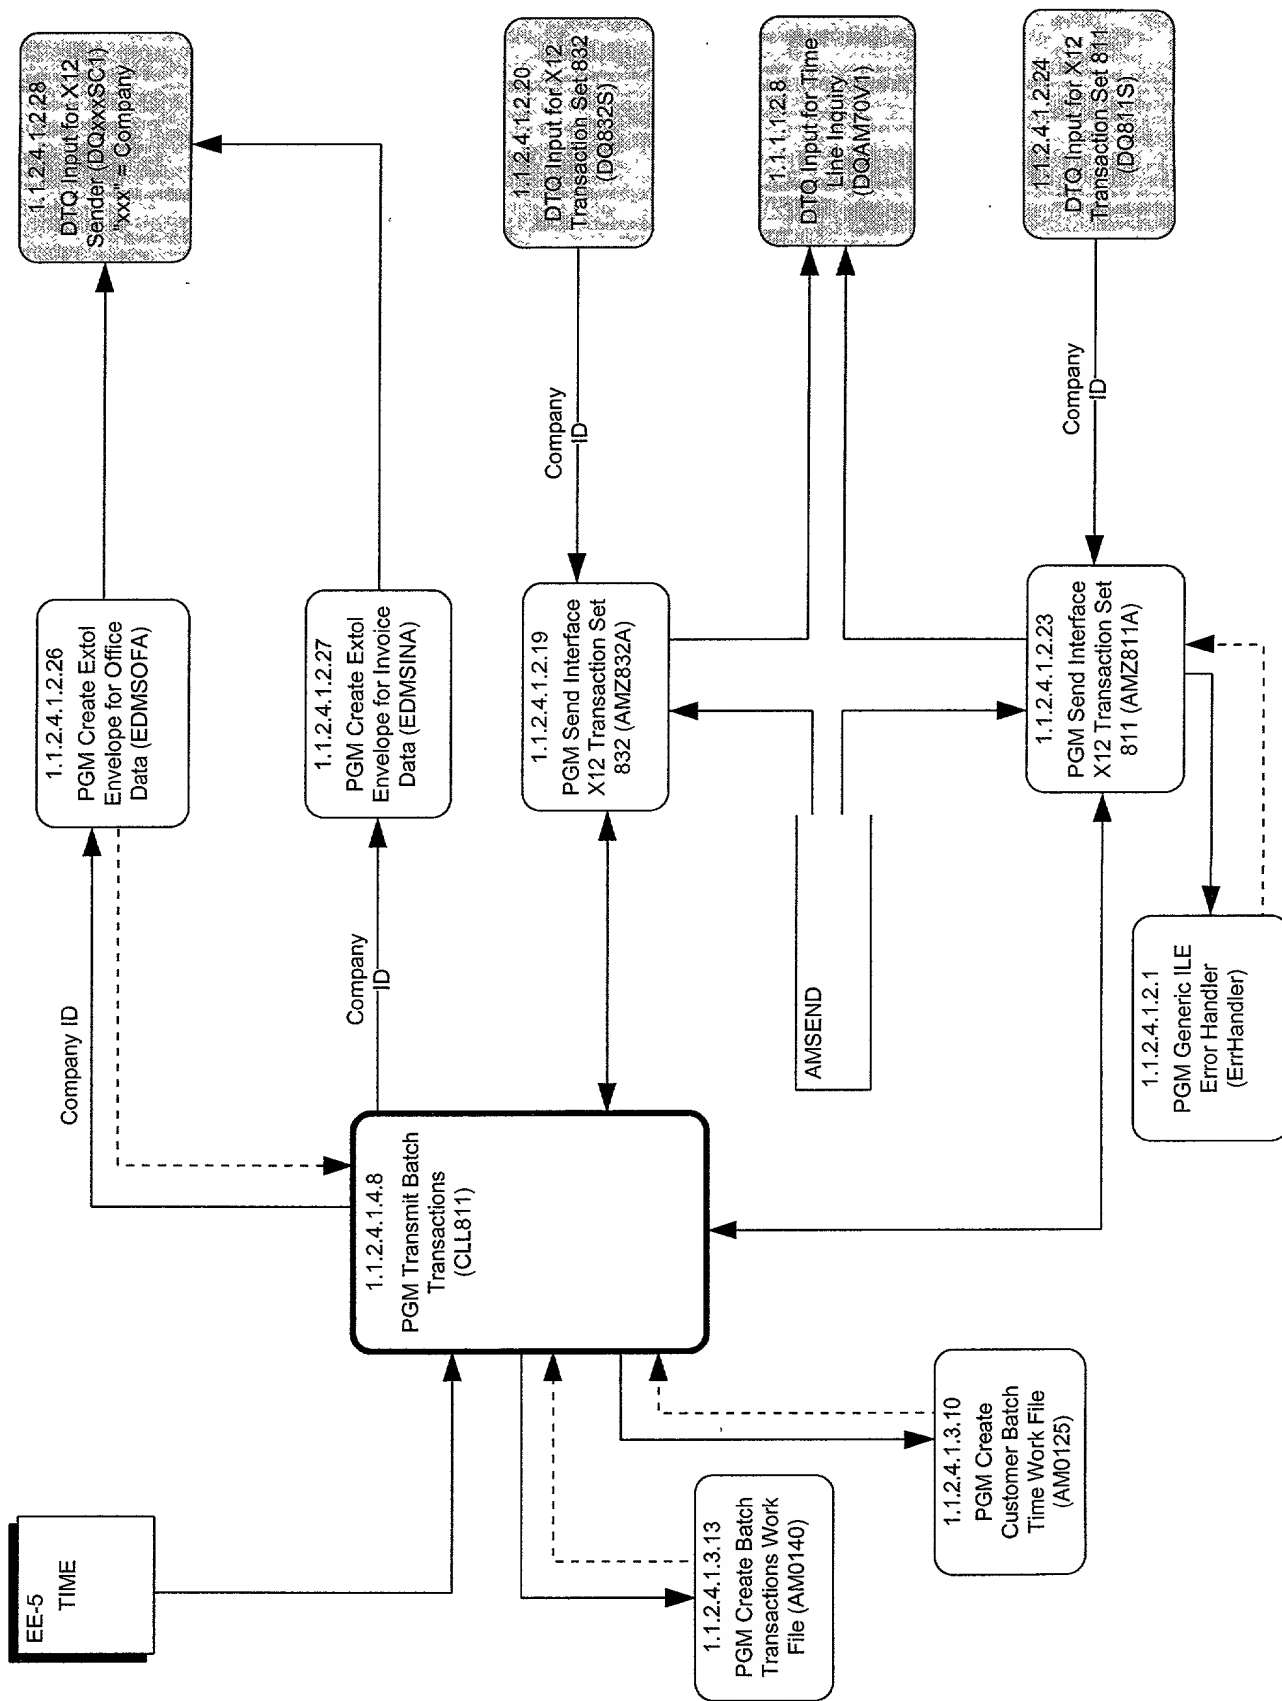 EE-5
TIME
1.1.2.4.1.3.13
PGM Create Batch
Transactions Work
File (AM0140)
1.1.2.4.1.3.10
PGM Create
Customer Batch
Time Work File
(AM0125)
1.1.2.4.1.4.8
PGM Transmit Batch
Transactions
(CLL811)
Company ID
Company
ID
1.1.2.4.1.2.26
PGM Create Extol
Envelope for Office
Data (EDMSOFA)
1.1.2.4.1.2.27
PGM Create Extol
Envelope for Invoice
Data (EDMSINA)
1.1.2.4.1.2.19
PGM Send Interface
X12 Transaction Set
832 (AMZ832A)
AMSEND
1.1.2.4.1.2.23
PGM Send Interface
X12 Transaction Set
811 (AMZ811A)
1.1.2.4.1.2.1
PGM Generic ILE
Error Handler
(ErrHandler)
Company
ID
Company
ID
1.1.2.4.1.2.28
DTQ Input for X12
Sender (DQxxxSC1)
"xxx" = Company
1.1.2.4.1.2.20
DTQ Input for X12
Transaction Set 832
(DQ832S)
1.1.1.1.2.8
DTQ Input for Time
Line Inquiry
(DQAM70V1)
1.1.2.4.1.2.24
DTQ Input for X12
Transaction Set 811
(DQ811S)